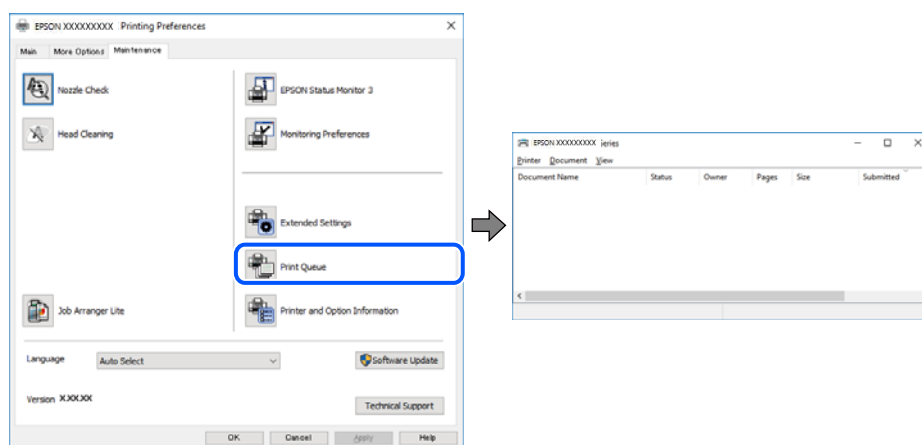 EPSON XXXXXXXXX Printing Preferences
Main More Options Maintenance
Nozzle Check
EPSON Status Monitor 3
Head Cleaning
Monitoring Preferences
Extended Settings
Print Queue
Job Arranger Lite
Printer and Option Information
Language Auto Select
Software Update
Version X.XX.XX
Technical Support
OK Cancel Apply Help
EPSON XXXXXXXXX ieries
Printer Document View
Document Name Status Owner Pages Size Submitted